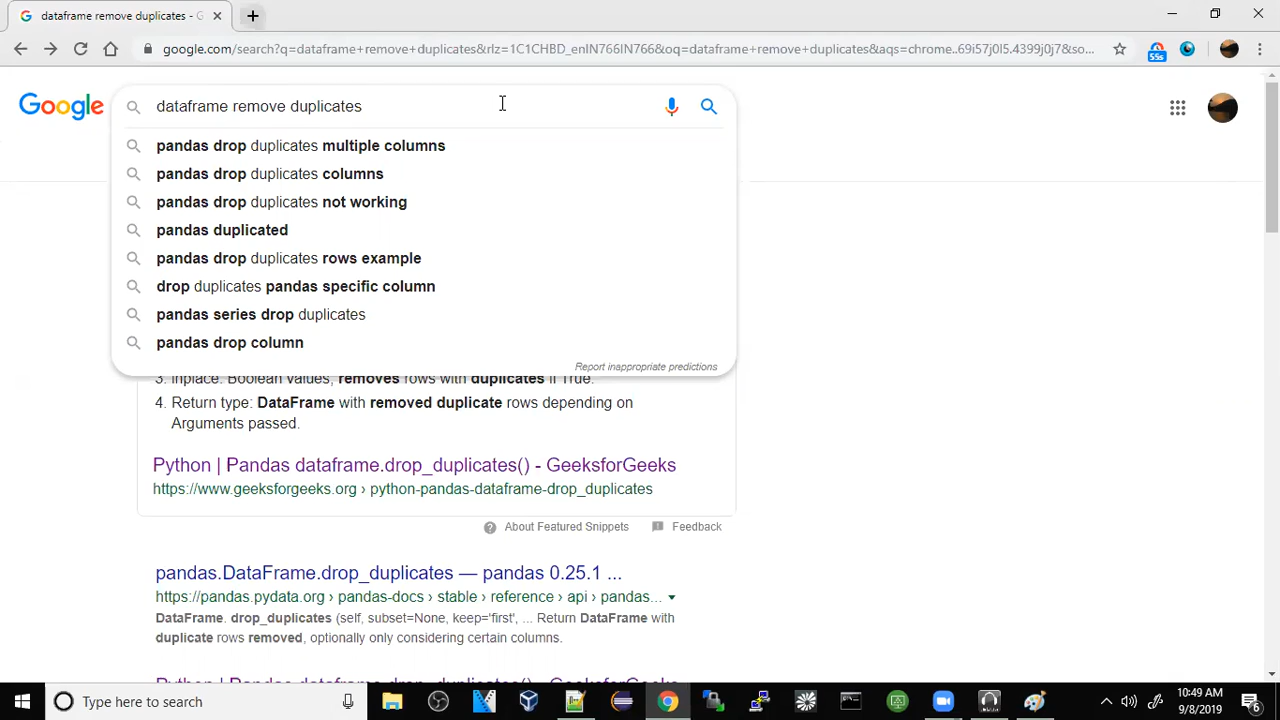 dataframe remove duplicates - G
google.com/search?q=dataframe+remove+duplicates&rlz=1C1CHBD_enIN766IN766&oq=dataframe+remove+duplicates&aqs=chrome..69i57j0l5.4399j0j7&so...
55s
Google
dataframe remove duplicates
pandas drop duplicates multiple columns
pandas drop duplicates columns
pandas drop duplicates not working
pandas duplicated
pandas drop duplicates rows example
drop duplicates pandas specific column
pandas series drop duplicates
pandas drop column
Report inappropriate predictions
3. Inplace: Boolean values, removes rows with duplicates if True.
4. Return type: DataFrame with removed duplicate rows depending on
Arguments passed.
Python | Pandas dataframe.drop_duplicates() - GeeksforGeeks
https://www.geeksforgeeks.org › python-pandas-dataframe-drop_duplicates
About Featured Snippets
Feedback
pandas.DataFrame.drop_duplicates — pandas 0.25.1 ...
https://pandas.pydata.org › pandas-docs › stable › reference › api › pandas...
DataFrame. drop_duplicates (self, subset=None, keep='first', ... Return DataFrame with
duplicate rows removed, optionally only considering certain columns.
Python | Pandas dataframe.drop_duplicates() - GeeksforGeeks
Type here to search
10:49 AM
9/8/2019
6